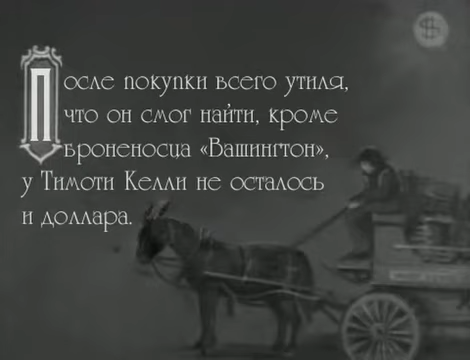 После покупки всего утиля,
что он смог найти, кроме
броненосца «Вашингтон»,
у Тимоти Келли не осталось
и доллара.